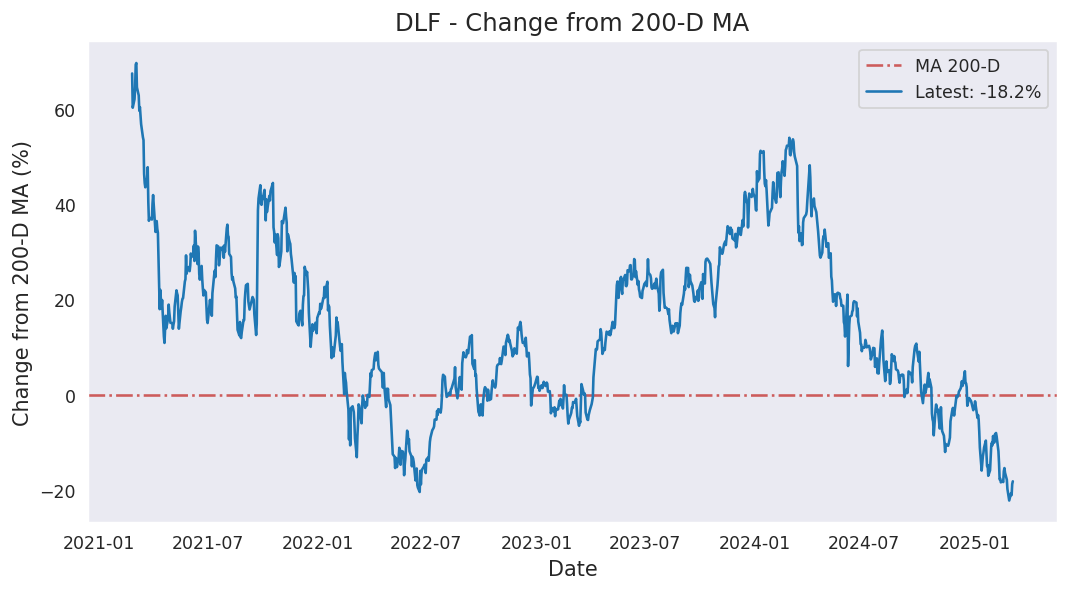 DLF - Change from 200-D MA
MA 200-D
Latest: -18.2%
Change from 200-D MA (%)
60
40
20
0
−20
2021-01 2021-07 2022-01 2022-07 2023-01 2023-07 2024-01 2024-07 2025-01
Date